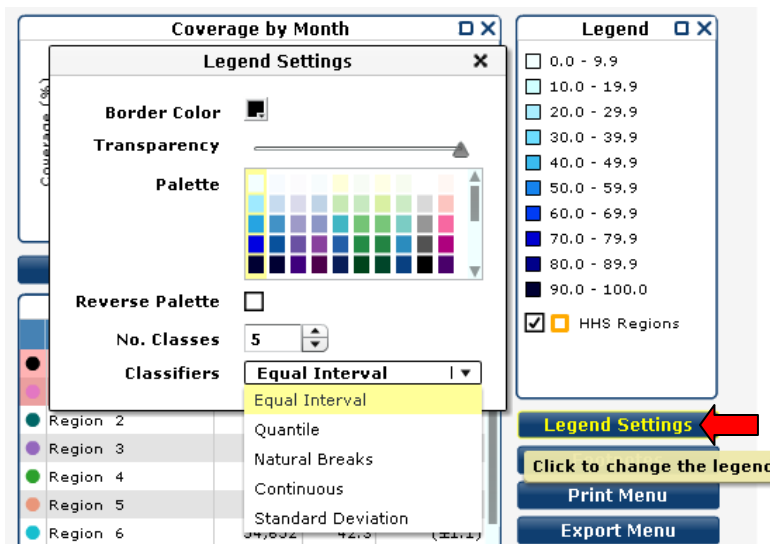 Coverage by Month
Legend Settings
Border Color
Transparency
Palette
Reverse Palette
No. Classes 5
Classifiers Equal Interval
Equal Interval
Quantile
Natural Breaks
Continuous
Standard Deviation
Coverage (%)
Region 2
Region 3
Region 4
Region 5
Region 6 42.3 (±1.1)
Legend
0.0 - 9.9
10.0 - 19.9
20.0 - 29.9
30.0 - 39.9
40.0 - 49.9
50.0 - 59.9
60.0 - 69.9
70.0 - 79.9
80.0 - 89.9
90.0 - 100.0
HHS Regions
Legend Settings
Click to change the legend
Print Menu
Export Menu